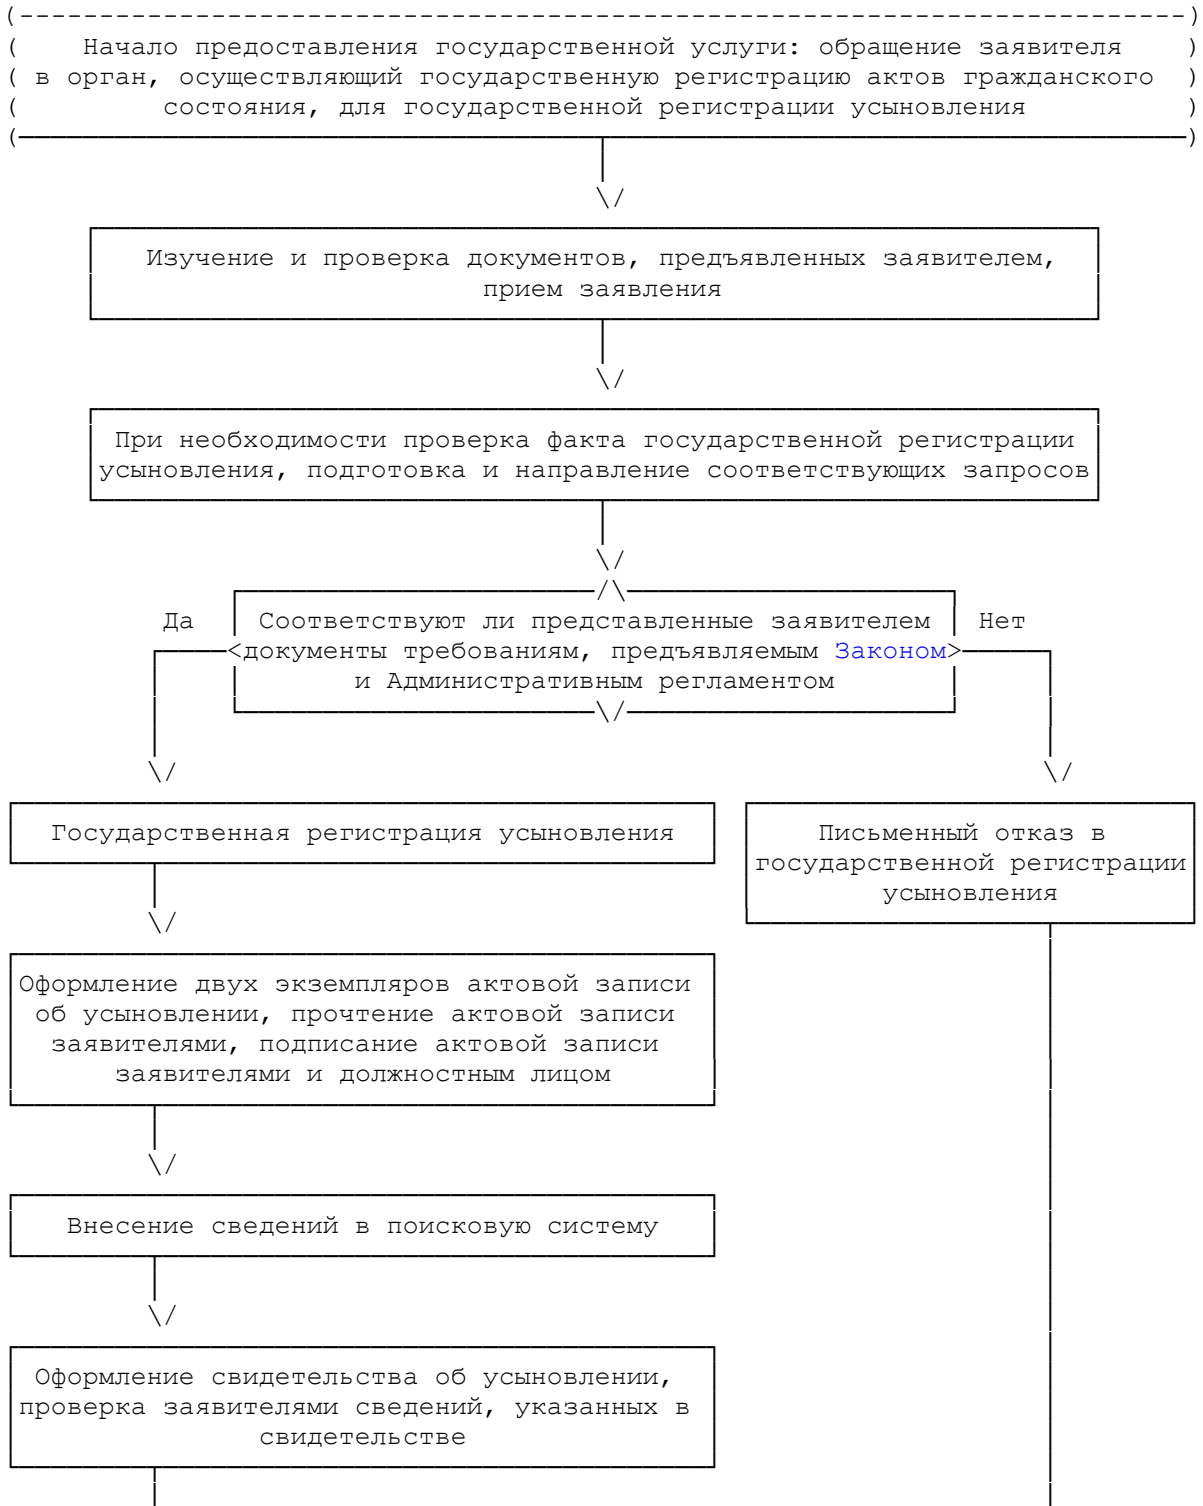 Начало предоставления государственной услуги: обращение заявителя
в орган, осуществляющий государственную регистрацию актов гражданского
состояния, для государственной регистрации усыновления
Изучение и проверка документов, предъявленных заявителем,
прием заявления
При необходимости проверка факта государственной регистрации
усыновления, подготовка и направление соответствующих запросов
Да
Соответствуют ли представленные заявителем
документы требованиям, предъявляемым Законом
и Административным регламентом
Нет
Государственная регистрация усыновления
Письменный отказ в
государственной регистрации
усыновления
Оформление двух экземпляров актовой записи
об усыновлении, прочтение актовой записи
заявителями, подписание актовой записи
заявителями и должностным лицом
Внесение сведений в поисковую систему
Оформление свидетельства об усыновлении,
проверка заявителями сведений, указанных в
свидетельстве